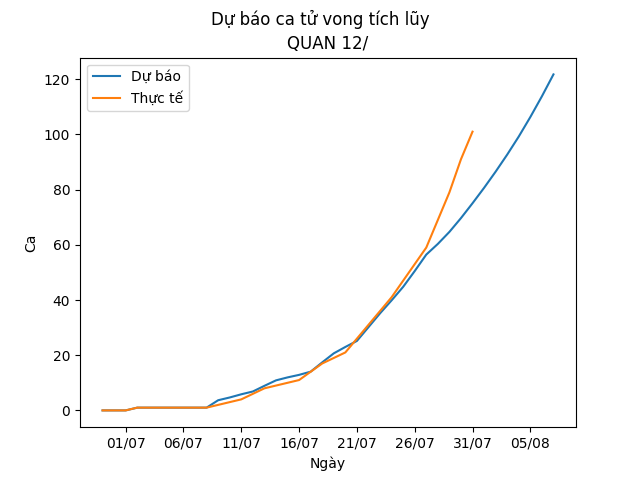 Dự báo ca tử vong tích lũy
QUAN 12/
Dự báo
Thực tế
120
100
80
60
40
20
0
Ca
01/07 06/07 11/07 16/07 21/07 26/07 31/07 05/08
Ngày